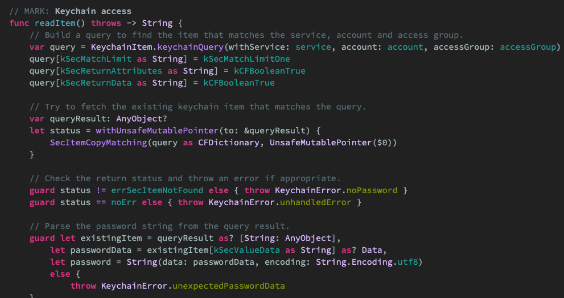 // MARK: Keychain access
func readItem() throws -> String {
// Build a query to find the item that matches the service, account and access group.
var query = KeychainItem.keychainQuery(withService: service, account: account, accessGroup: accessGroup)
query[kSecMatchLimit as String] = kSecMatchLimitOne
query[kSecReturnAttributes as String] = kCFBooleanTrue
query[kSecReturnData as String] = kCFBooleanTrue
// Try to fetch the existing keychain item that matches the query.
var queryResult: AnyObject?
let status = withUnsafeMutablePointer(to: &queryResult) {
SecItemCopyMatching(query as CFDictionary, UnsafeMutablePointer($0))
}
// Check the return status and throw an error if appropriate.
guard status != errSecItemNotFound else { throw KeychainError.noPassword }
guard status == noErr else { throw KeychainError.unhandledError }
// Parse the password string from the query result.
guard let existingItem = queryResult as? [String: AnyObject],
let passwordData = existingItem[kSecValueData as String] as? Data,
let password = String(data: passwordData, encoding: String.Encoding.utf8)
else {
throw KeychainError.unexpectedPasswordData
}